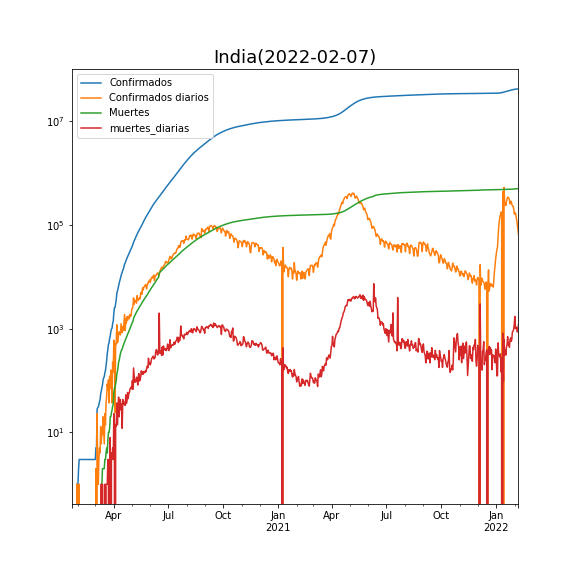 India(2022-02-07)
Confirmados
Confirmados diarios
Muertes
muertes_diarias
10^7
10^5
10^3
10^1
Apr Jul Oct Jan Apr Jul Oct Jan
2021 2022